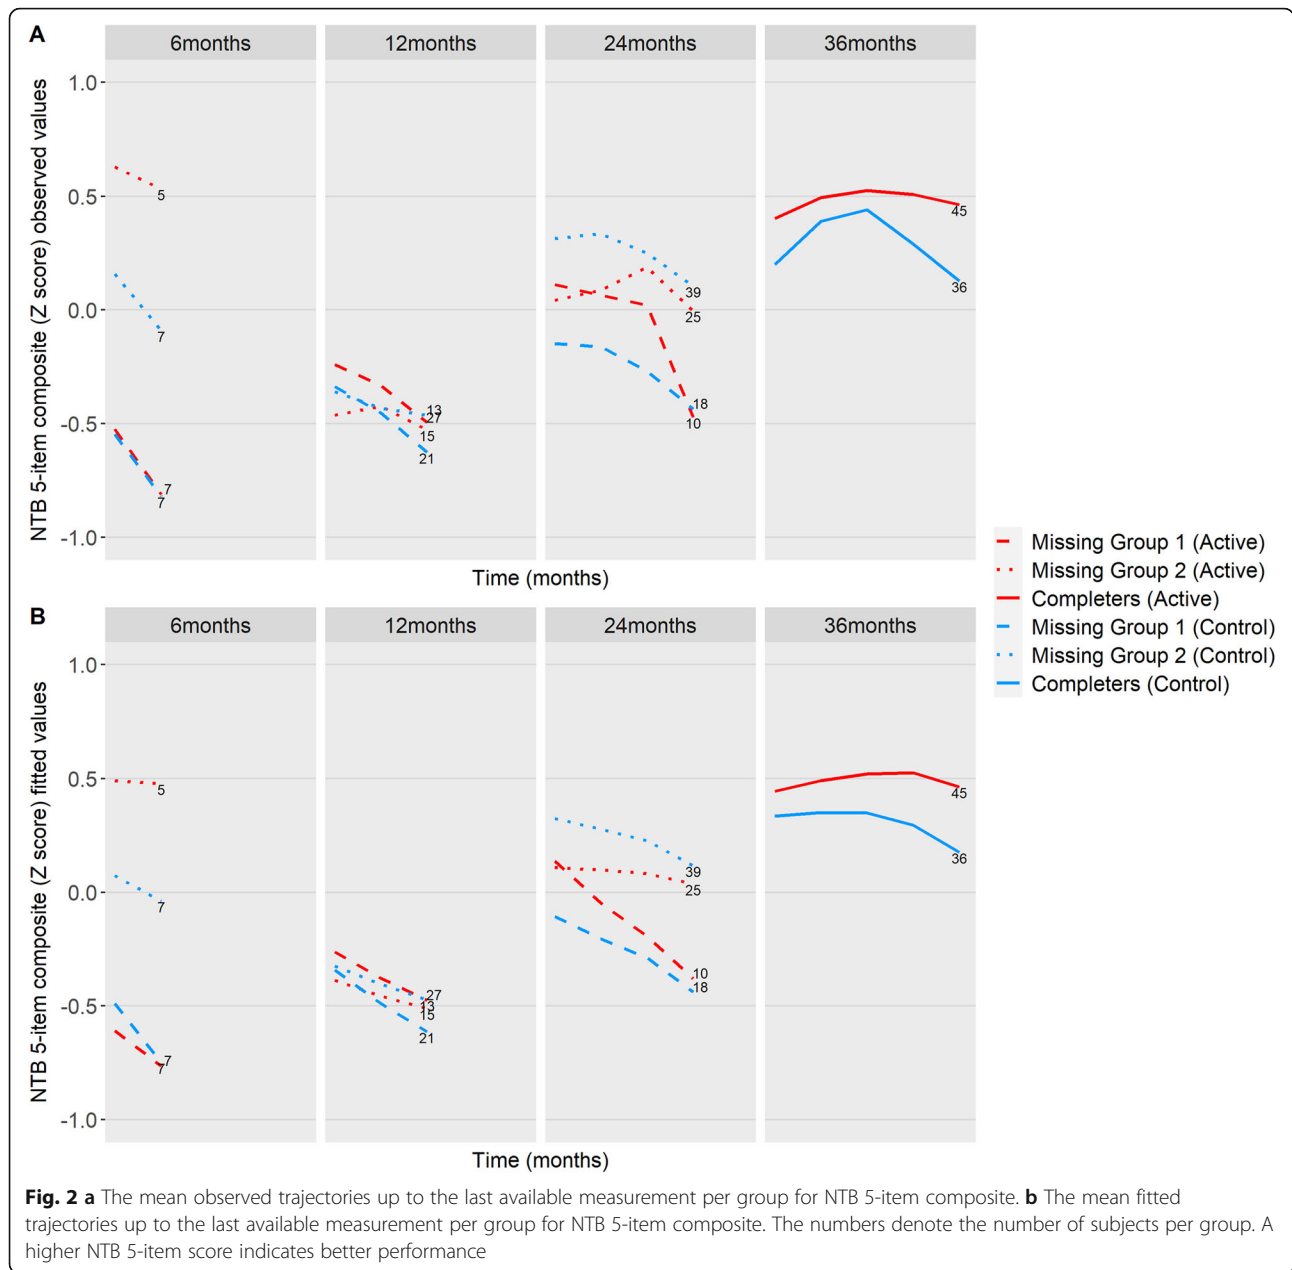 A
6months 12months 24months 36months
NTB 5-item composite (Z score) observed values
1.0
0.5
0.0
-0.5
-1.0
5
7
7
7
13
27
15
21
39
25
18
10
45
36
Time (months)
Missing Group 1 (Active)
Missing Group 2 (Active)
Completers (Active)
Missing Group 1 (Control)
Missing Group 2 (Control)
Completers (Control)
B
6months 12months 24months 36months
NTB 5-item composite (Z score) fitted values
1.0
0.5
0.0
-0.5
-1.0
5
7
7
7
27
13
15
21
39
25
10
18
45
36
Time (months)
Fig. 2 a The mean observed trajectories up to the last available measurement per group for NTB 5-item composite. b The mean fitted
trajectories up to the last available measurement per group for NTB 5-item composite. The numbers denote the number of subjects per group. A
higher NTB 5-item score indicates better performance